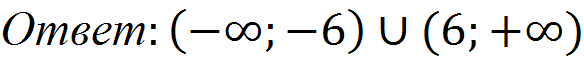 Ответ: (−∞; −6) ∪ (6; +∞)